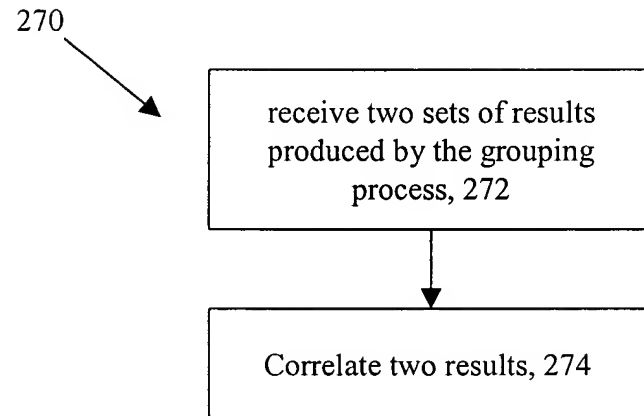 270
receive two sets of results
produced by the grouping
process, 272
Correlate two results, 274